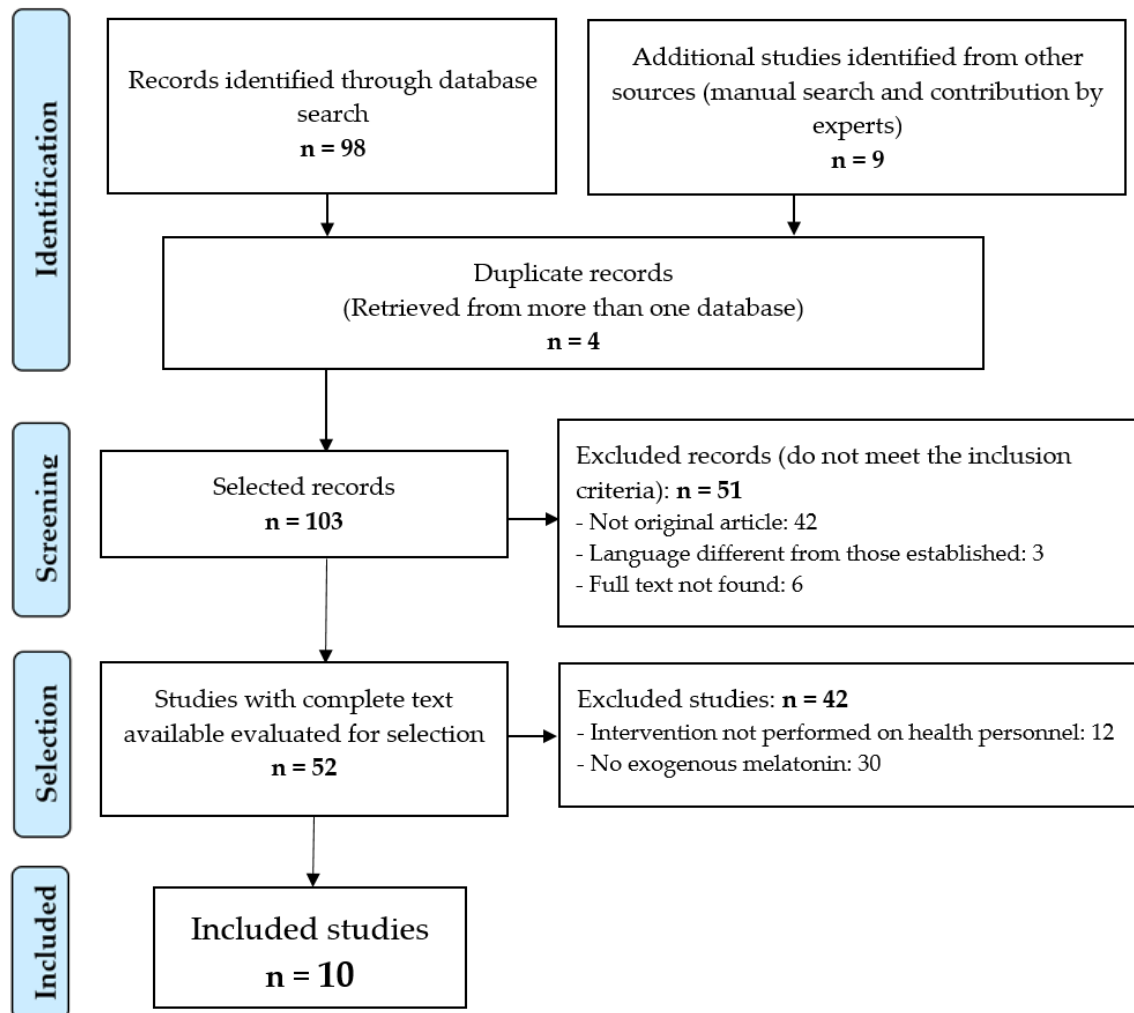 Identification
Records identified through database
search
n = 98
Additional studies identified from other
sources (manual search and contribution by
experts)
n = 9
Duplicate records
(Retrieved from more than one database)
n = 4
Screening
Selected records
n = 103
Excluded records (do not meet the inclusion
criteria): n = 51
- Not original article: 42
- Language different from those established: 3
- Full text not found: 6
Selection
Studies with complete text
available evaluated for selection
n = 52
Excluded studies: n = 42
- Intervention not performed on health personnel: 12
- No exogenous melatonin: 30
Included
Included studies
n = 10